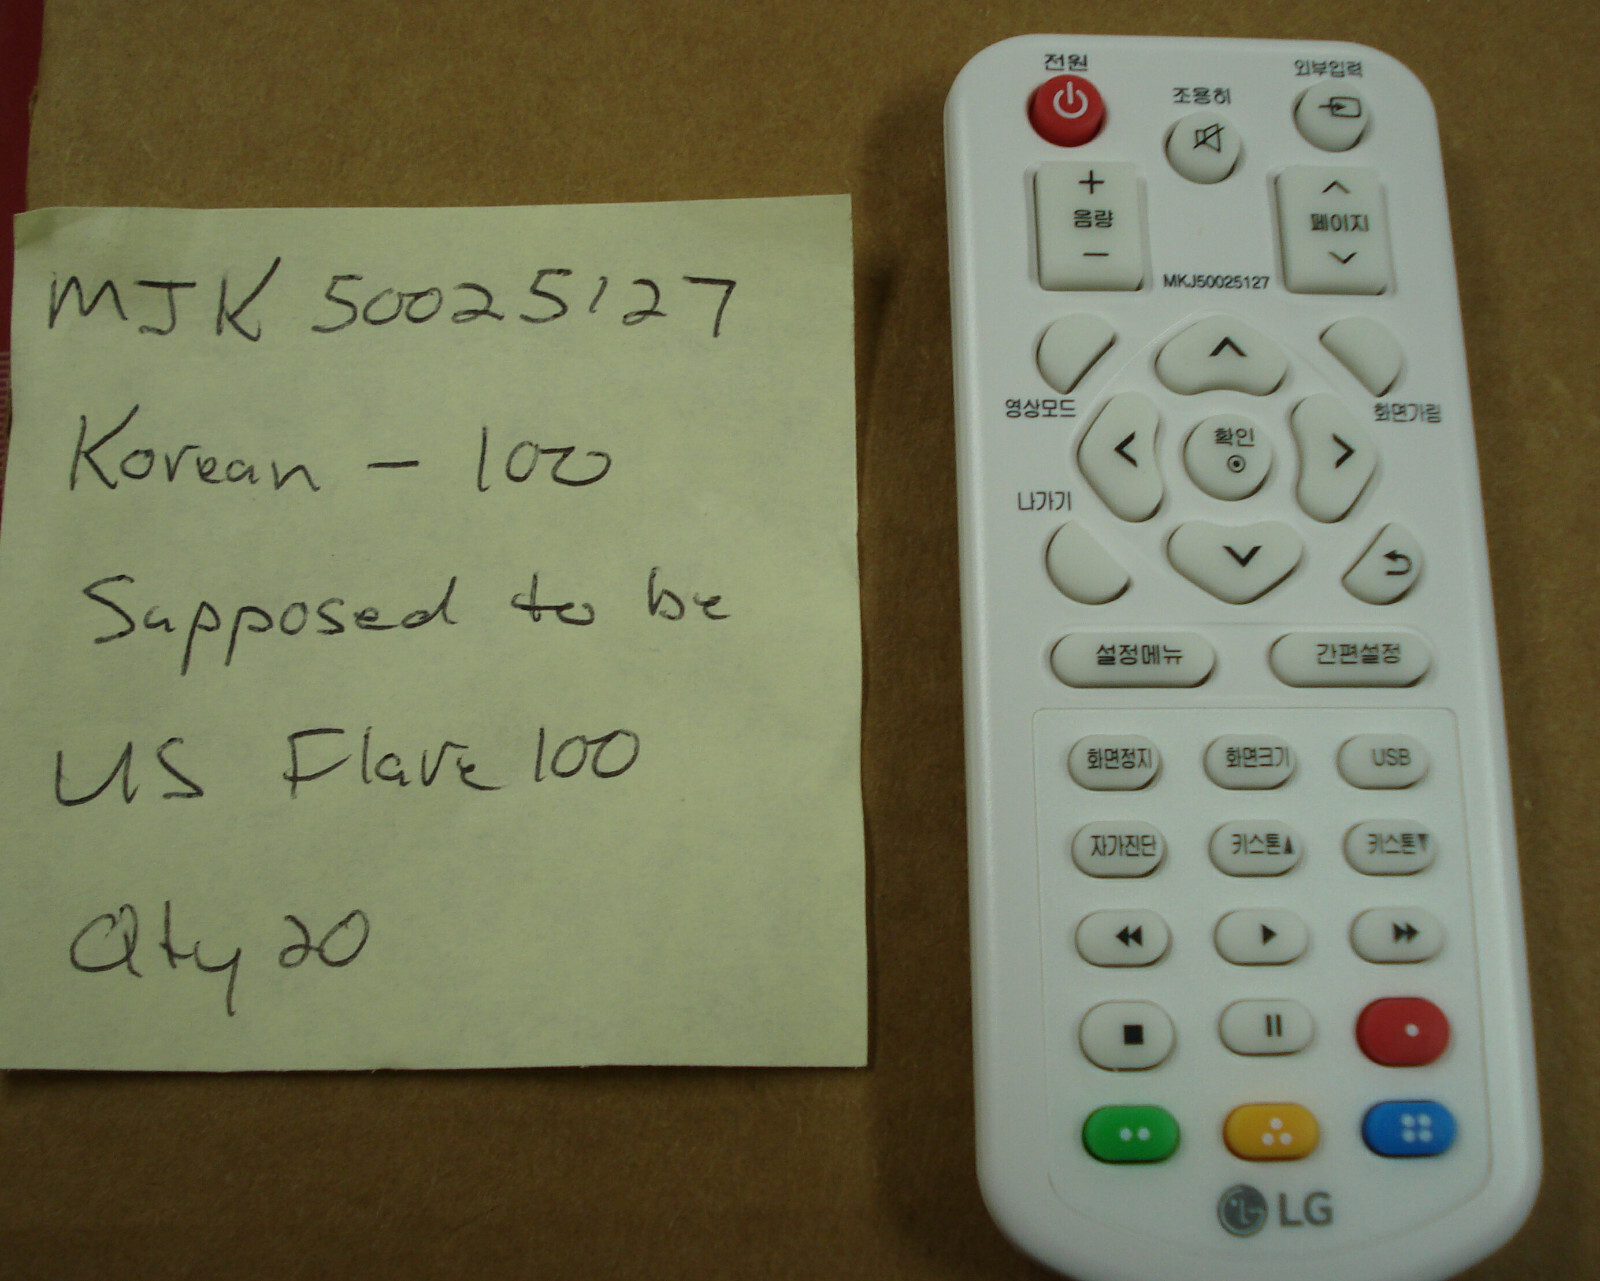 MJK 50025127
Korean - 100
Supposed to be
US Flave 100
Qty 20
전원
조용히
외부입력
음량
페이지
MKJ50025127
영상모드
화면가림
확인
나가기
설정메뉴
간편설정
화면정지
화면크기
USB
자가진단
키스톤▲
키스톤▼
LG